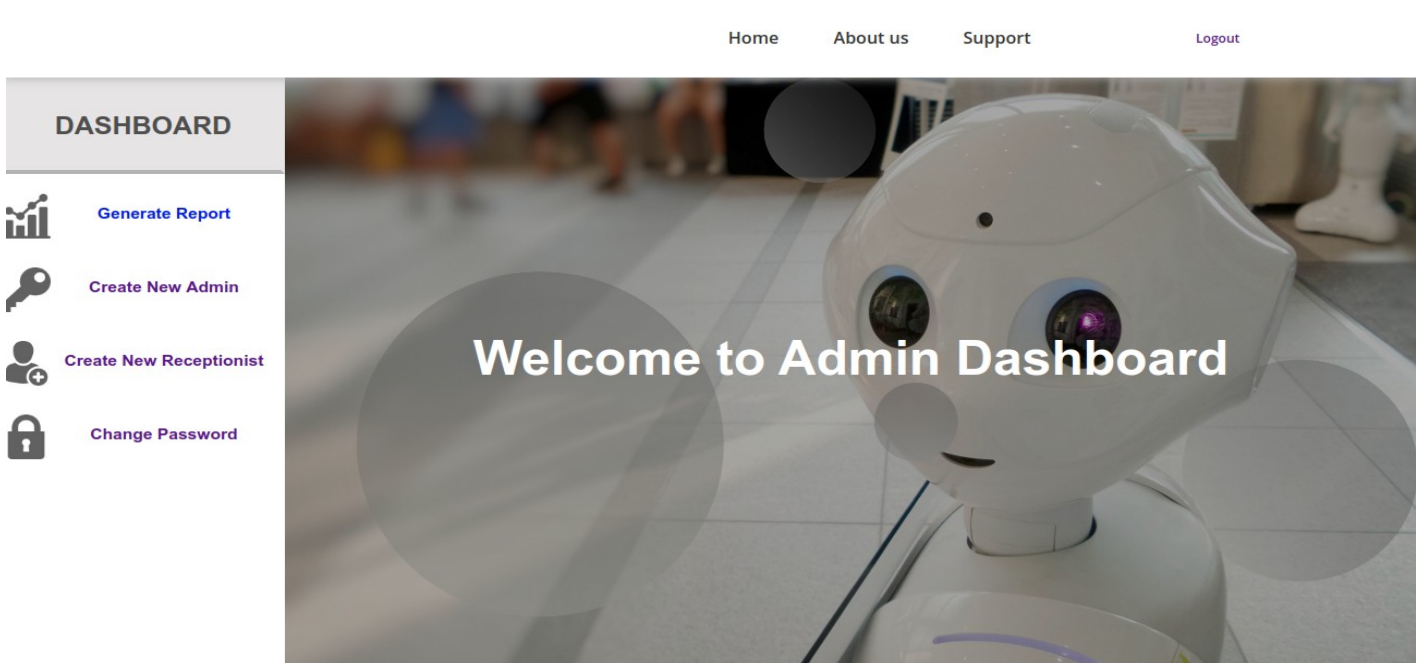 Home About us Support Logout
DASHBOARD
Generate Report
Create New Admin
Create New Receptionist
Change Password
Welcome to Admin Dashboard